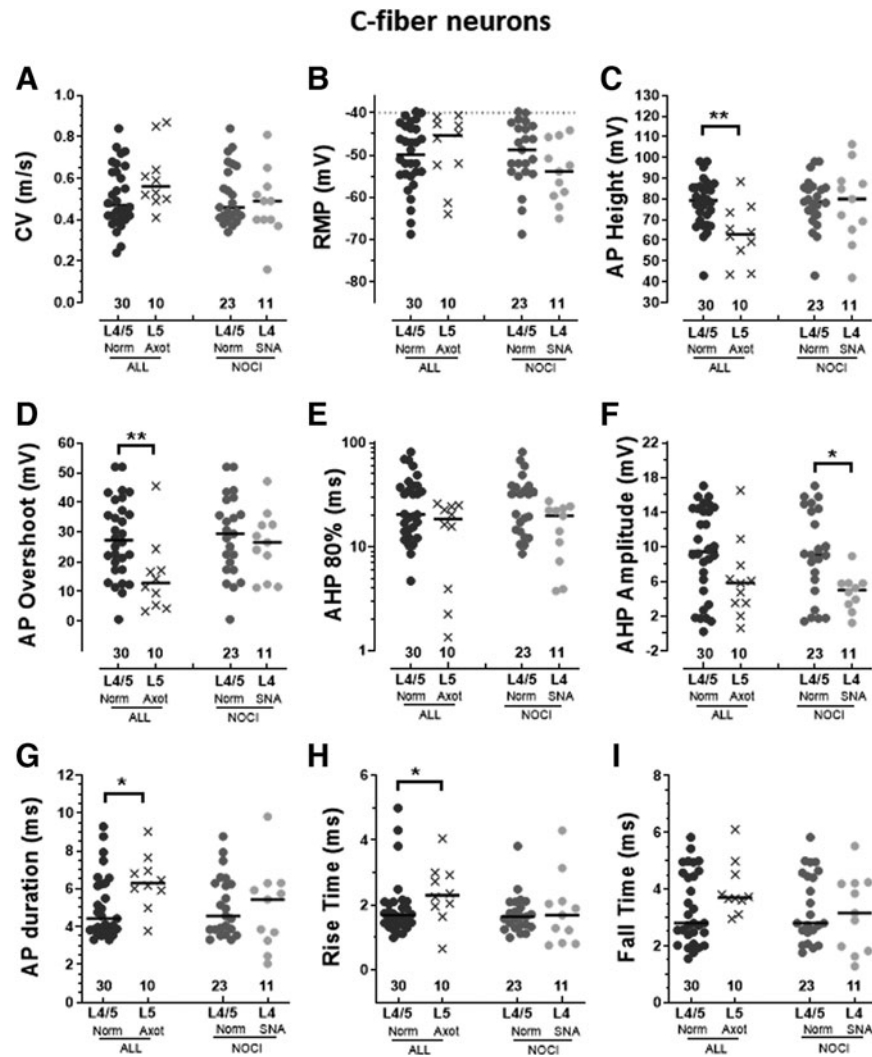 C-fiber neurons
A
CV (m/s)
1.0
0.8
0.6
0.4
0.2
0.0
30 10 23 11
L4/5 L5 L4/5 L4
Norm Axot Norm SNA
ALL NOCI
B
RMP (mV)
-40
-50
-60
-70
-80
30 10 23 11
L4/5 L5 L4/5 L4
Norm Axot Norm SNA
ALL NOCI
C
AP Height (mV)
130
120
110
100
90
80
70
60
50
40
30
**
30 10 23 11
L4/5 L5 L4/5 L4
Norm Axot Norm SNA
ALL NOCI
D
AP Overshoot (mV)
60
50
40
30
20
10
0
**
30 10 23 11
L4/5 L5 L4/5 L4
Norm Axot Norm SNA
ALL NOCI
E
AHP 80% (ms)
100
10
1
30 10 23 11
L4/5 L5 L4/5 L4
Norm Axot Norm SNA
ALL NOCI
F
AHP Amplitude (mV)
22
18
14
10
6
2
-2
*
30 10 23 11
L4/5 L5 L4/5 L4
Norm Axot Norm SNA
ALL NOCI
G
AP duration (ms)
12
10
8
6
4
2
0
*
30 10 23 11
L4/5 L5 L4/5 L4
Norm Axot Norm SNA
ALL NOCI
H
Rise Time (ms)
6
4
2
0
*
30 10 23 11
L4/5 L5 L4/5 L4
Norm Axot Norm SNA
ALL NOCI
I
Fall Time (ms)
8
6
4
2
0
30 10 23 11
L4/5 L5 L4/5 L4
Norm Axot Norm SNA
ALL NOCI